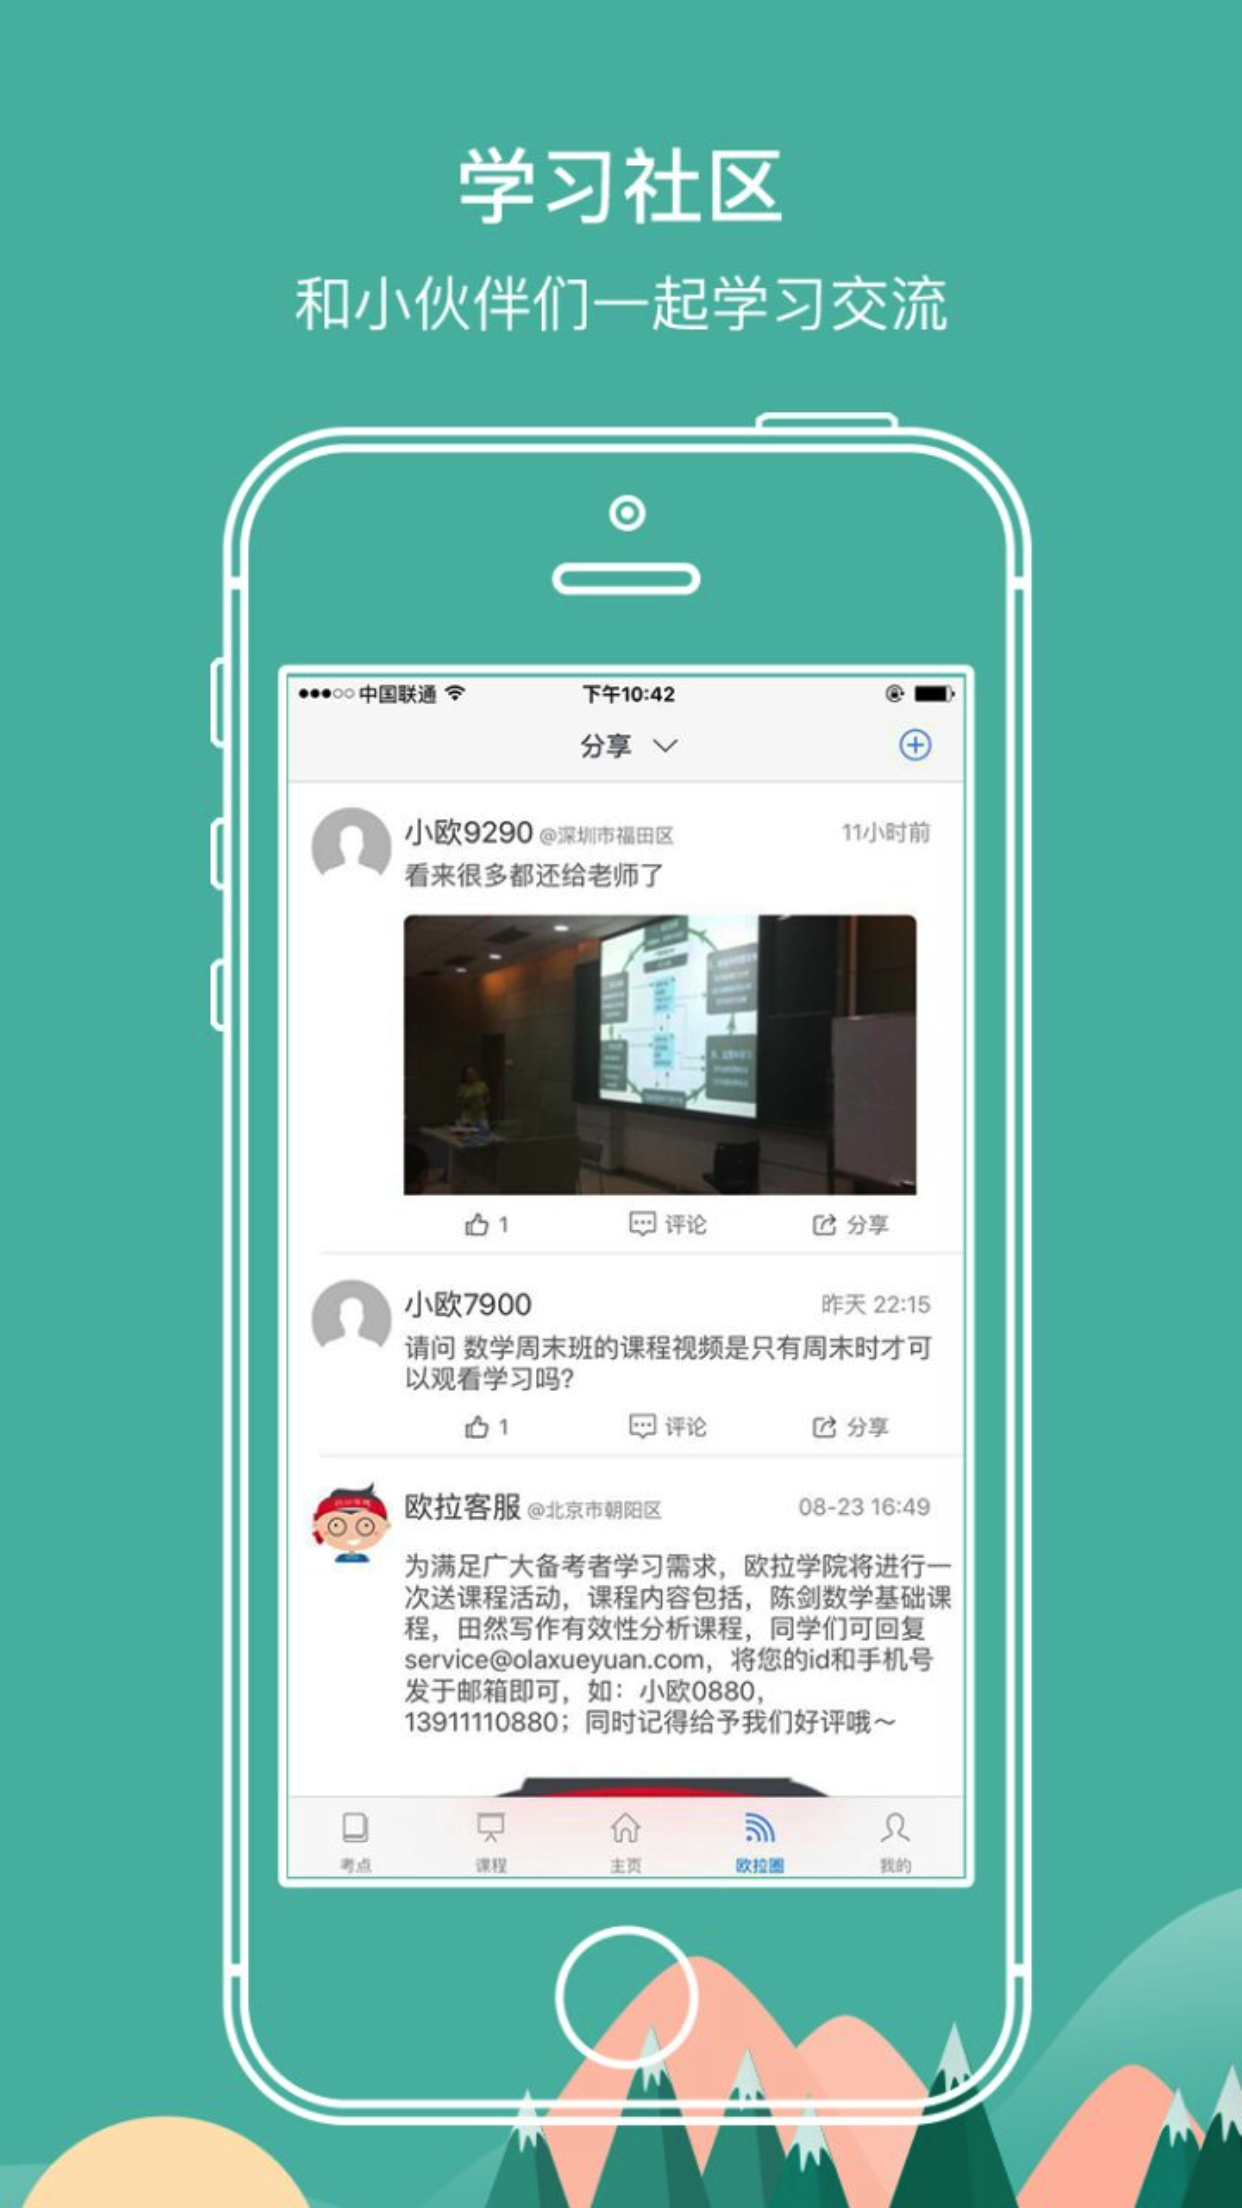 学习社区
和小伙伴们一起学习交流
中国联通 下午10:42
分享
小欧9290 @深圳市福田区 11小时前
看来很多都还给老师了
1 评论 分享
小欧7900 昨天 22:15
请问 数学周末班的课程视频是只有周末时才可
以观看学习吗?
1 评论 分享
欧拉客服 @北京市朝阳区 08-23 16:49
为满足广大备考者学习需求，欧拉学院将进行一
次送课程活动，课程内容包括，陈剑数学基础课
程，田然写作有效性分析课程，同学们可回复
service@olaxueyuan.com，将您的id和手机号
发于邮箱即可，如：小欧0880，
13911110880；同时记得给予我们好评哦～
考点 课程 主页 欧拉圈 我的